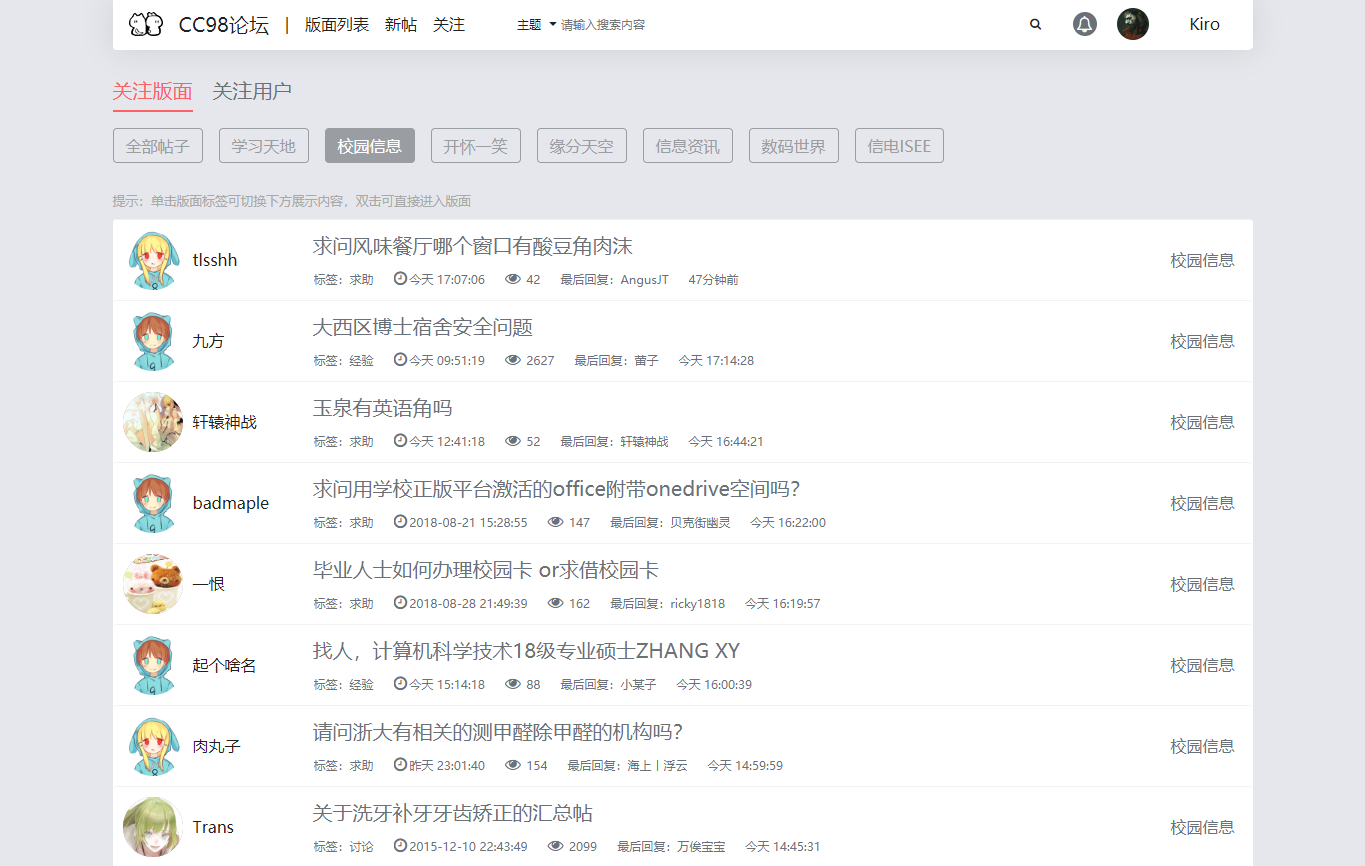 CC98论坛 | 版面列表 新帖 关注 主题 请输入搜索内容 Kiro
关注版面 关注用户
全部帖子 学习天地 校园信息 开怀一笑 缘分天空 信息资讯 数码世界 信电ISEE
提示：单击版面标签可切换下方展示内容，双击可直接进入版面
求问风味餐厅哪个窗口有酸豆角肉沫
tlsshh 校园信息
标签：求助 今天 17:07:06 42 最后回复：AngusJT 47分钟前
大西区博士宿舍安全问题
九方 校园信息
标签：经验 今天 09:51:19 2627 最后回复：莤子 今天 17:14:28
玉泉有英语角吗
轩辕神战 校园信息
标签：求助 今天 12:41:18 52 最后回复：轩辕神战 今天 16:44:21
求问用学校正版平台激活的office附带onedrive空间吗？
badmaple 校园信息
标签：求助 2018-08-21 15:28:55 147 最后回复：贝克街幽灵 今天 16:22:00
毕业人士如何办理校园卡 or求借校园卡
一恨 校园信息
标签：求助 2018-08-28 21:49:39 162 最后回复：ricky1818 今天 16:19:57
找人，计算机科学技术18级专业硕士ZHANG XY
起个啥名 校园信息
标签：经验 今天 15:14:18 88 最后回复：小某子 今天 16:00:39
请问浙大有相关的测甲醛除甲醛的机构吗？
肉丸子 校园信息
标签：求助 昨天 23:01:40 154 最后回复：海上丨浮云 今天 14:59:59
关于洗牙补牙牙齿矫正的汇总帖
Trans 校园信息
标签：讨论 2015-12-10 22:43:49 2099 最后回复：万俟宝宝 今天 14:45:31